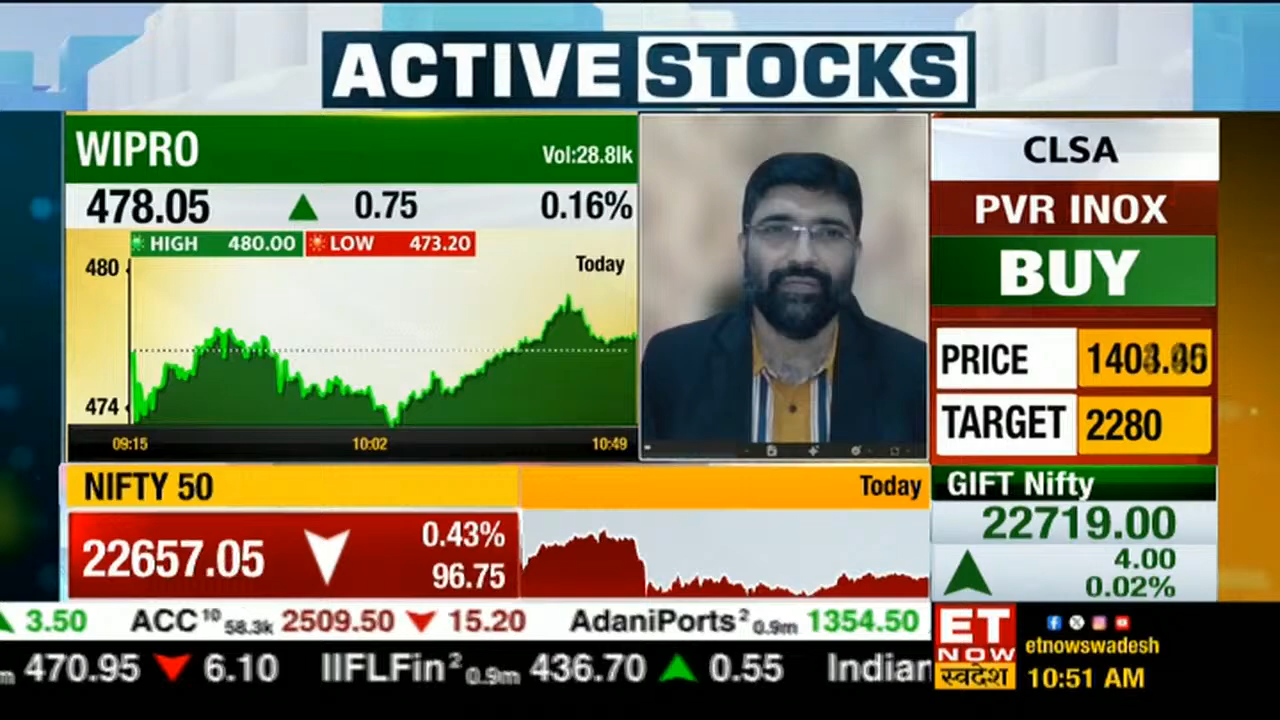 ACTIVE STOCKS
WIPRO
Vol:28.8lk
478.05 ▲ 0.75 0.16%
HIGH 480.00 LOW 473.20
Today
480
474
09:15 10:02 10:49
CLSA
PVR INOX
BUY
PRICE
TARGET 2280
NIFTY 50 Today
22657.05 ▼ 0.43%
96.75
GIFT Nifty
22719.00
▲ 4.00
0.02%
▲ 3.50 ACC 10 58.3k 2509.50 ▼ 15.20 AdaniPorts 2 0.9m 1354.50
470.95 ▼ 6.10 IIFLFin 2 0.9m 436.70 ▲ 0.55 Indian
ET
NOW
स्वदेश
etnowswadesh
10:51 AM